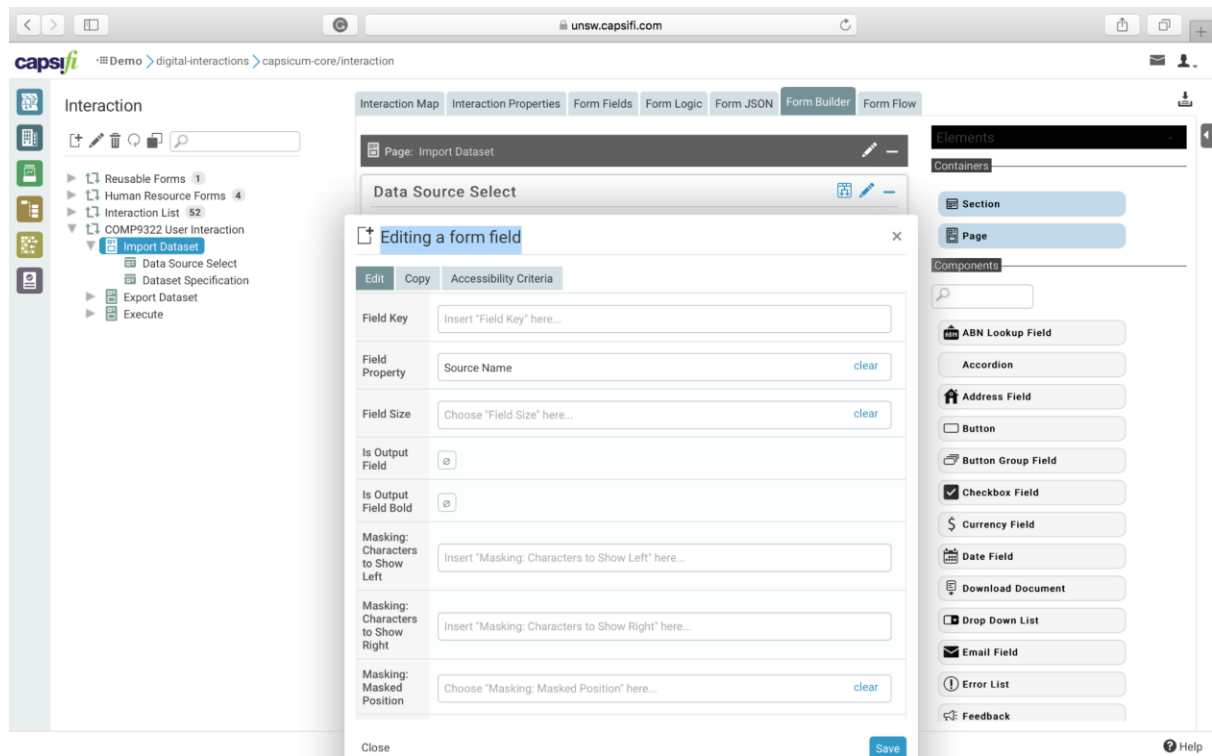 unsw.capsifi.com
capsifi
Demo > digital-interactions > capsicum-core/interaction
Interaction
Reusable Forms 1
Human Resource Forms 4
Interaction List 52
COMP9322 User Interaction
Import Dataset
Data Source Select
Dataset Specification
Export Dataset
Execute
Interaction Map Interaction Properties Form Fields Form Logic Form JSON Form Builder Form Flow
Page: Import Dataset
Data Source Select
Editing a form field
Edit Copy Accessibility Criteria
Field Key Insert "Field Key" here...
Field
Property
Source Name clear
Field Size Choose "Field Size" here... clear
Is Output
Field
Is Output
Field Bold
Masking:
Characters
to Show
Left
Insert "Masking: Characters to Show Left" here...
Masking:
Characters
to Show
Right
Insert "Masking: Characters to Show Right" here...
Masking:
Masked
Position
Choose "Masking: Masked Position" here... clear
Close Save
Elements
Containers
Section
Page
Components
ABN Lookup Field
Accordion
Address Field
Button
Button Group Field
Checkbox Field
Currency Field
Date Field
Download Document
Drop Down List
Email Field
Error List
Feedback
Help